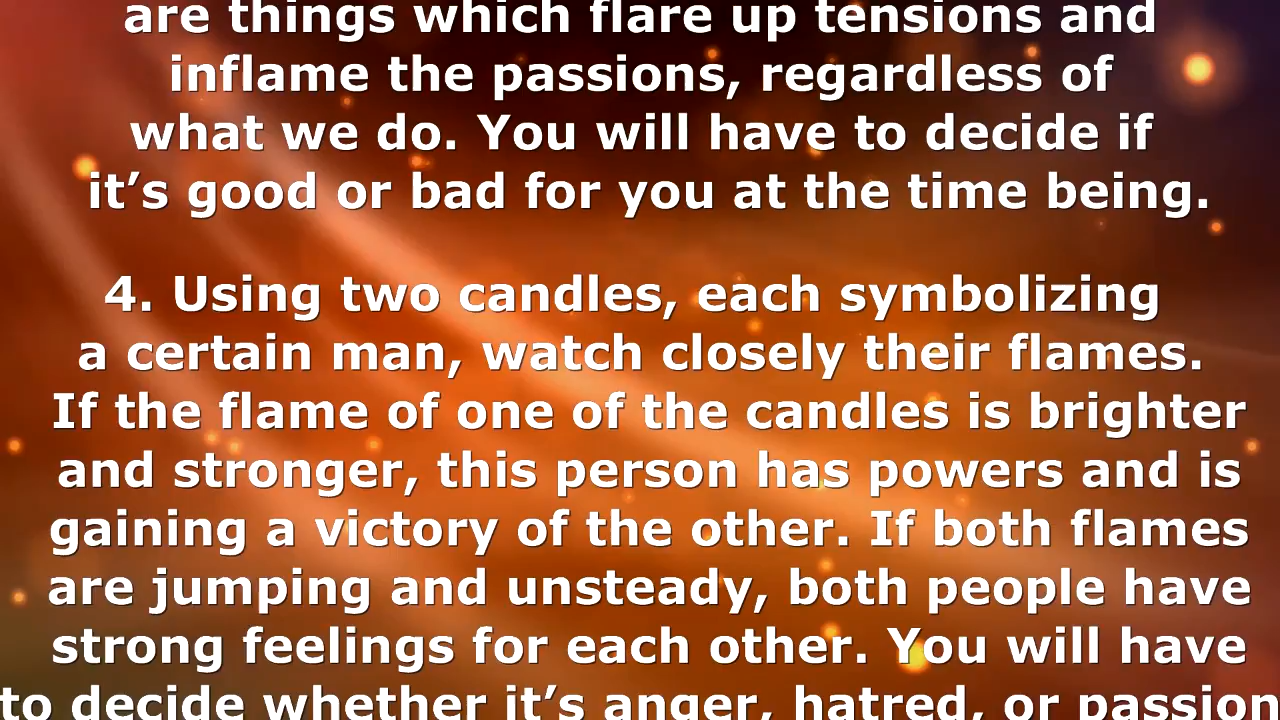 are things which flare up tensions and
inflame the passions, regardless of
what we do. You will have to decide if
it’s good or bad for you at the time being.
4. Using two candles, each symbolizing
a certain man, watch closely their flames.
If the flame of one of the candles is brighter
and stronger, this person has powers and is
gaining a victory of the other. If both flames
are jumping and unsteady, both people have
strong feelings for each other. You will have
to decide whether it’s anger, hatred, or passion